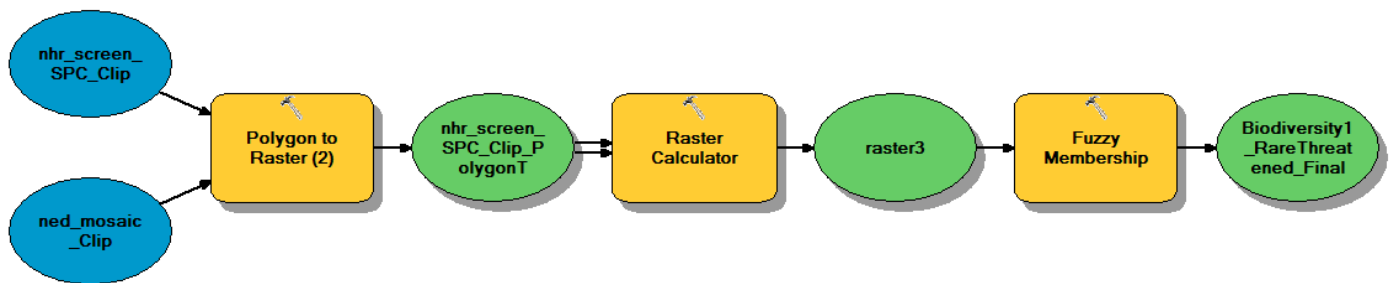 nhr_screen_
SPC_Clip
ned_mosaic
_Clip
Polygon to
Raster (2)
nhr_screen_
SPC_Clip_P
olygonT
Raster
Calculator
raster3
Fuzzy
Membership
Biodiversity1
_RareThreat
ened_Final